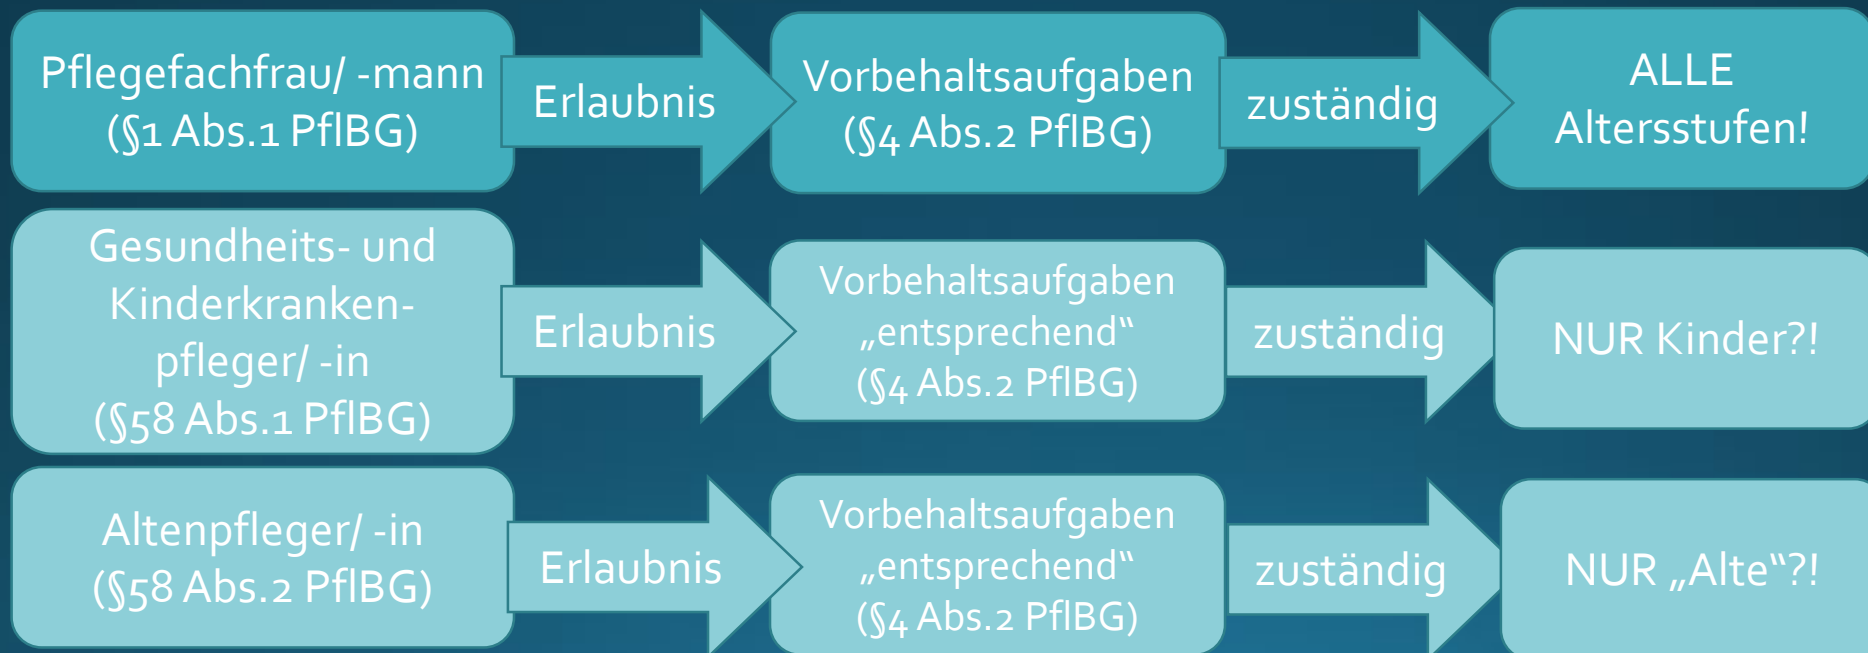 Pflegefachfrau/ -mann
(§1 Abs.1 PflBG)
Erlaubnis
Vorbehaltsaufgaben
(§4 Abs.2 PflBG)
zuständig
ALLE
Altersstufen!
Gesundheits- und
Kinderkranken-
pfleger/ -in
(§58 Abs.1 PflBG)
Erlaubnis
Vorbehaltsaufgaben
„entsprechend“
(§4 Abs.2 PflBG)
zuständig
NUR Kinder?!
Altenpfleger/ -in
(§58 Abs.2 PflBG)
Erlaubnis
Vorbehaltsaufgaben
„entsprechend“
(§4 Abs.2 PflBG)
zuständig
NUR „Alte“?!